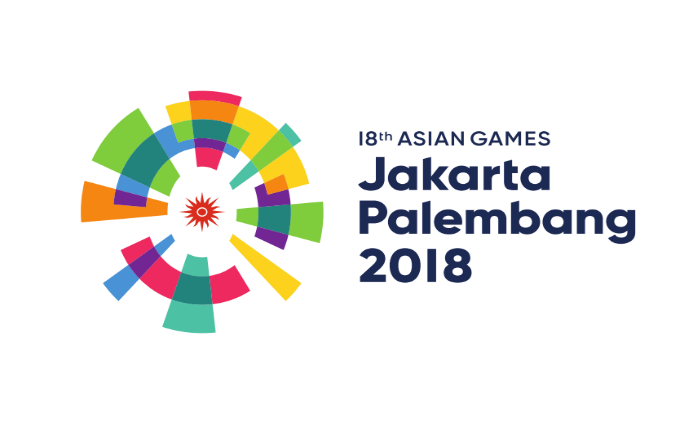 18th ASIAN GAMES
Jakarta
Palembang
2018